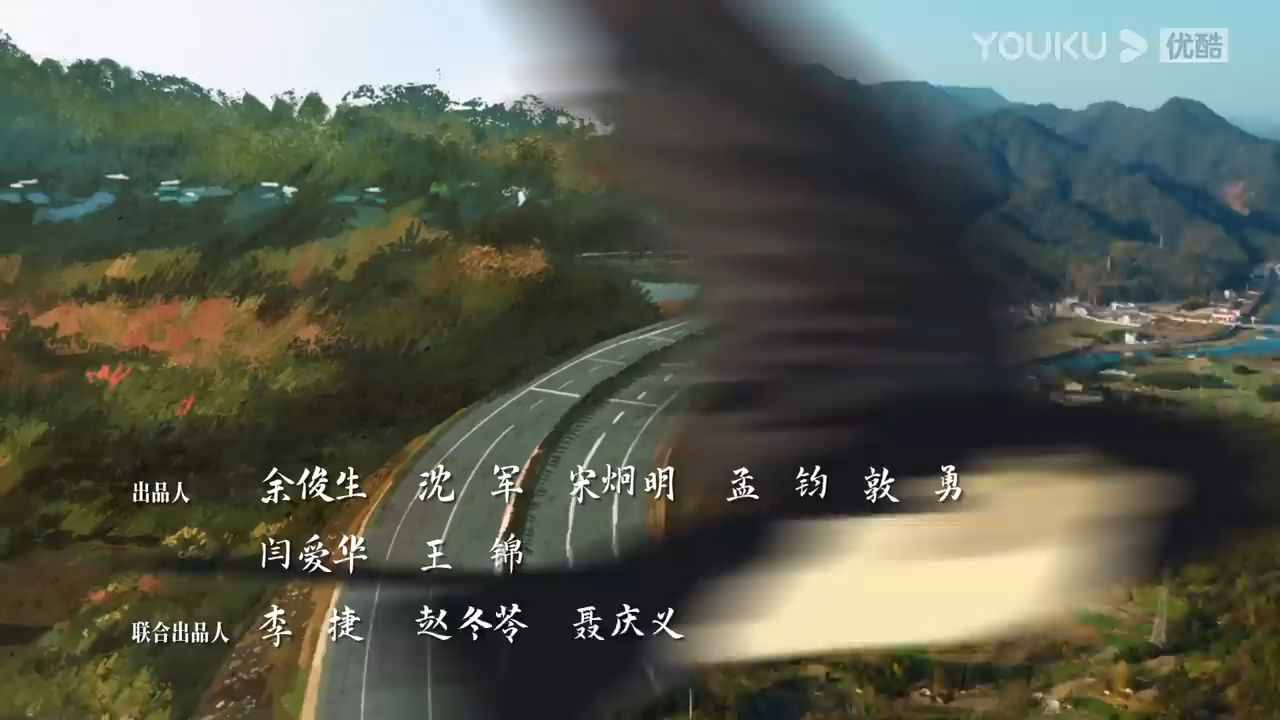 YOUKU 优酷
出品人 余俊生 沈军 宋炯明 孟钧 敦勇
闫爱华 王锦
联合出品人 李捷 赵冬苓 聂庆义